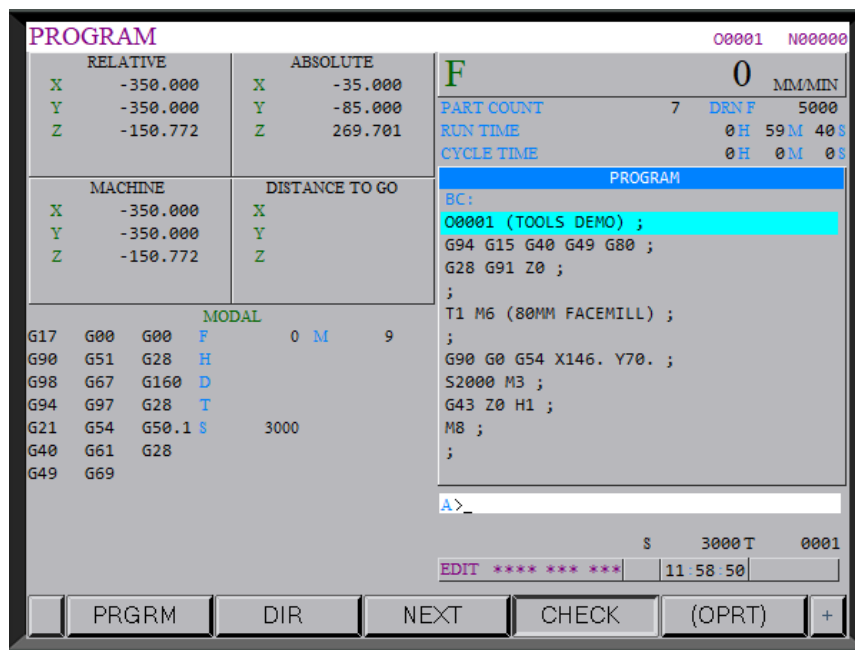 PROGRAM O0001 N00000
RELATIVE
X -350.000
Y -350.000
Z -150.772
ABSOLUTE
X -35.000
Y -85.000
Z 269.701
F 0 MM/MIN
PART COUNT 7 DRN F 5000
RUN TIME 0H 59M 40S
CYCLE TIME 0H 0M 0S
MACHINE
X -350.000
Y -350.000
Z -150.772
DISTANCE TO GO
X
Y
Z
PROGRAM
BC:
O0001 (TOOLS DEMO) ;
G94 G15 G40 G49 G80 ;
G28 G91 Z0 ;
;
T1 M6 (80MM FACEMILL) ;
;
G90 G0 G54 X146. Y70. ;
S2000 M3 ;
G43 Z0 H1 ;
M8 ;
;
MODAL
G17 G00 G00 F 0 M 9
G90 G51 G28 H
G98 G67 G160 D
G94 G97 G28 T
G21 G54 G50.1 S 3000
G40 G61 G28
G49 G69
A>_
S 3000T 0001
EDIT **** *** *** 11:58:50
PRGRM DIR NEXT CHECK (OPRT) +